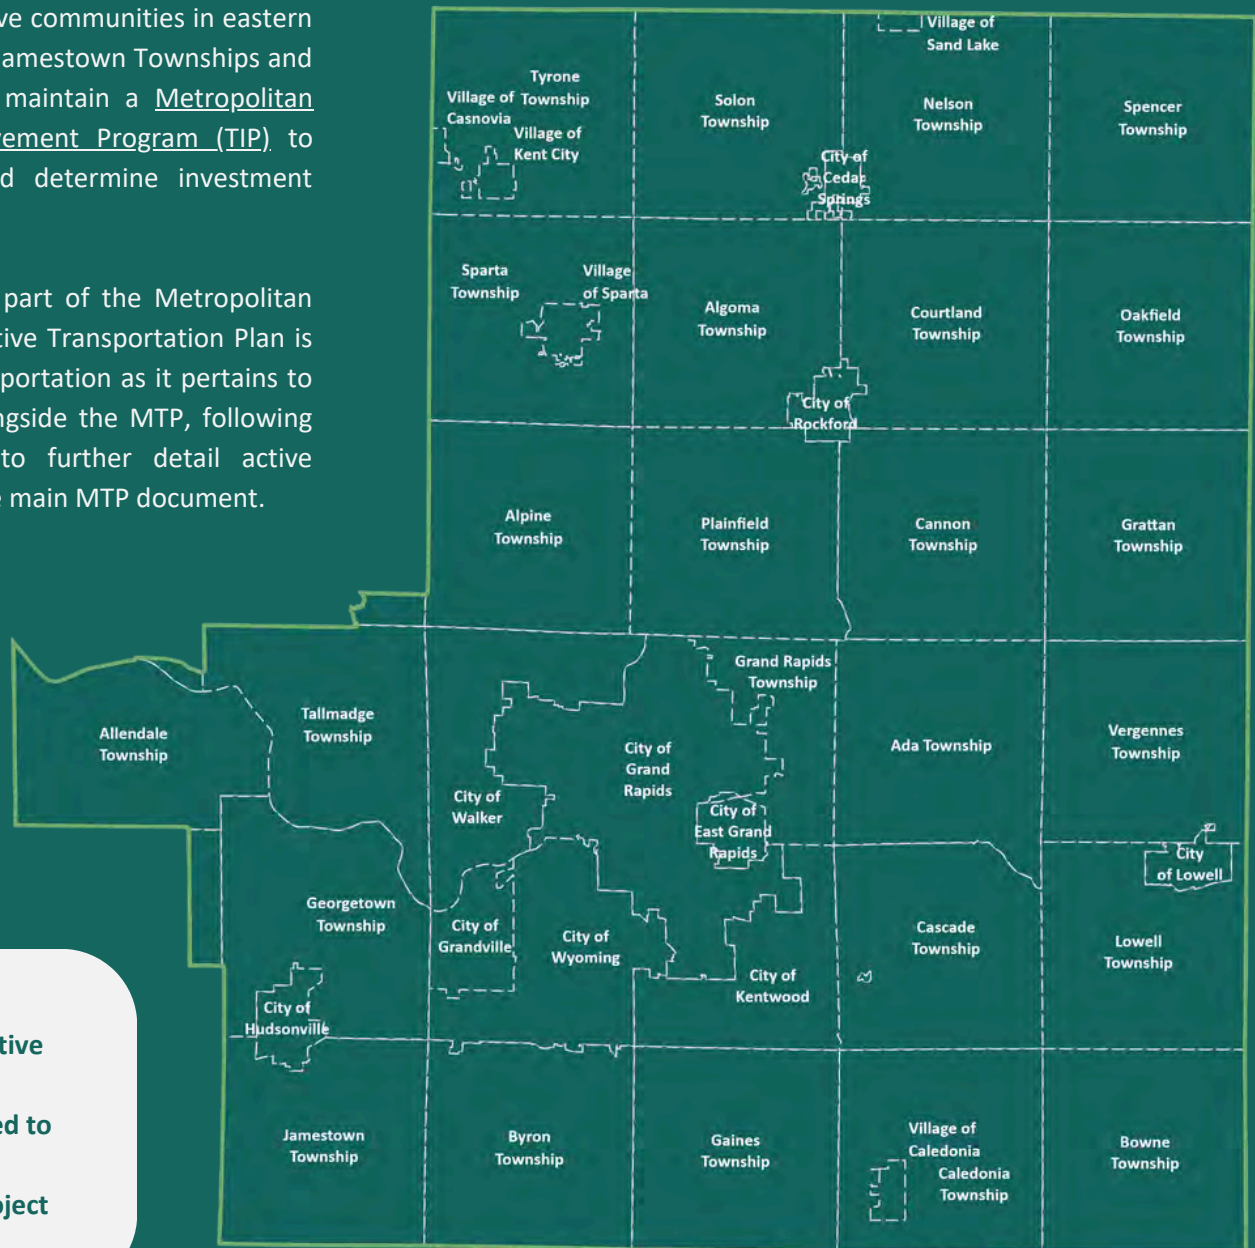 ve communities in eastern
amestown Townships and
maintain a Metropolitan
vement Program (TIP) to
d determine investment
part of the Metropolitan
tive Transportation Plan is
portation as it pertains to
ngside the MTP, following
to further detail active
e main MTP document.
tive
ed to
ject
Village of
Sand Lake
Tyrone
Township
Village of
Casnovia
Village of
Kent City
Solon
Township
Nelson
Township
Spencer
Township
City of
Cedar
Springs
Sparta
Township
Village
of Sparta
Algoma
Township
Courtland
Township
Oakfield
Township
City of
Rockford
Alpine
Township
Plainfield
Township
Cannon
Township
Grattan
Township
Grand Rapids
Township
Allendale
Township
Tallmadge
Township
City of
Grand
Rapids
Ada Township
Vergennes
Township
City of
Walker
City of
East Grand
Rapids
City
of Lowell
Georgetown
Township
City of
Grandville
City of
Wyoming
Cascade
Township
Lowell
Township
City of
Kentwood
City of
Hudsonville
Jamestown
Township
Byron
Township
Gaines
Township
Village of
Caledonia
Caledonia
Township
Bowne
Township